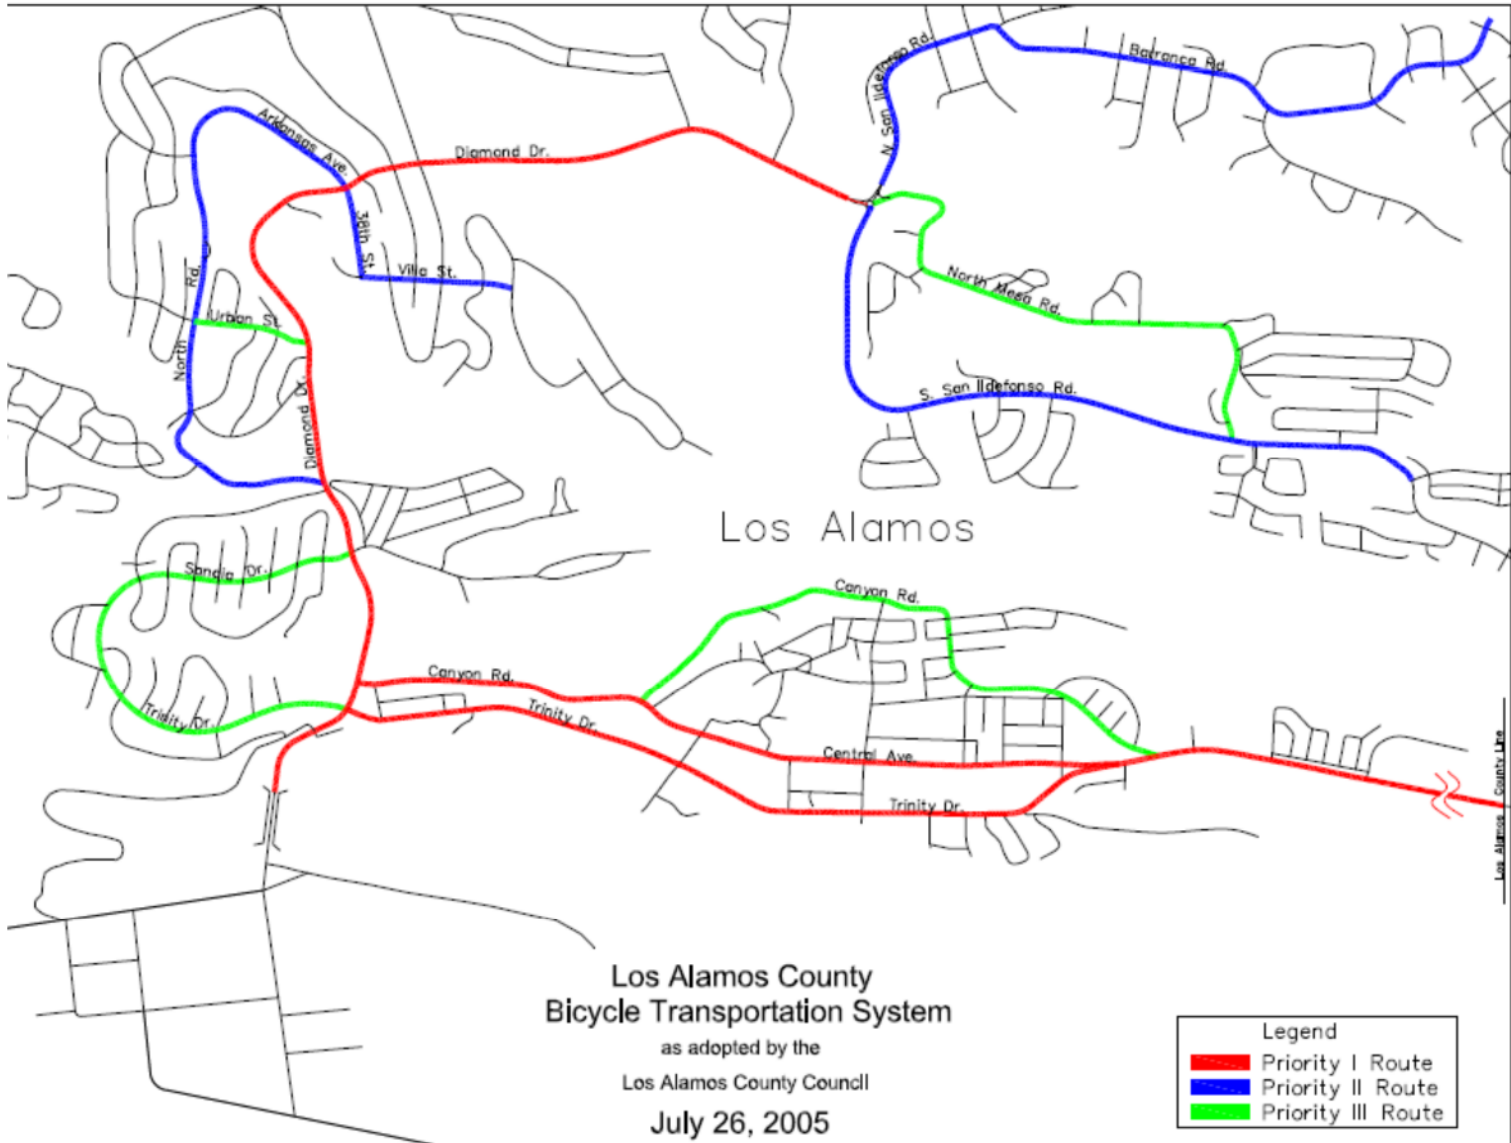 N San Ildefonso Rd.
Barranca Rd.
Arkansas Ave.
Diamond Dr.
38th St.
Villa St.
North Rd.
Urban St.
North Mesa Rd.
Diamond Dr.
S. San Ildefonso Rd.
Los Alamos
Sandia Dr.
Canyon Rd.
Canyon Rd.
Trinity Dr.
Trinity Dr.
Central Ave.
Trinity Dr.
Los Alamos County Line
Los Alamos County
Bicycle Transportation System
as adopted by the
Los Alamos County Council
July 26, 2005
Legend
Priority I Route
Priority II Route
Priority III Route